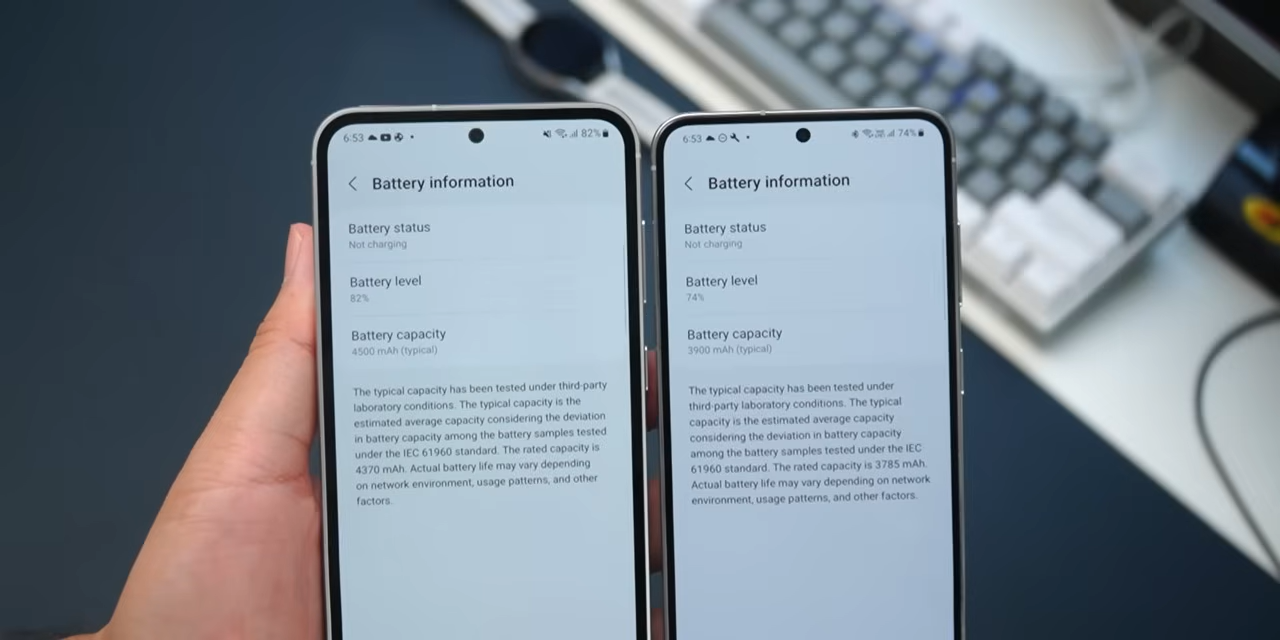 6:53
82%
Battery information
Battery status
Not charging
Battery level
82%
Battery capacity
4500 mAh (typical)
The typical capacity has been tested under third-party
laboratory conditions. The typical capacity is the
estimated average capacity considering the deviation
in battery capacity among the battery samples tested
under the IEC 61960 standard. The rated capacity is
4370 mAh. Actual battery life may vary depending
on network environment, usage patterns, and other
factors.
6:53
74%
Battery information
Battery status
Not charging
Battery level
74%
Battery capacity
3900 mAh (typical)
The typical capacity has been tested under
third-party laboratory conditions. The typical
capacity is the estimated average capacity
considering the deviation in battery capacity
among the battery samples tested under the IEC
61960 standard. The rated capacity is 3785 mAh.
Actual battery life may vary depending on network
environment, usage patterns, and other factors.